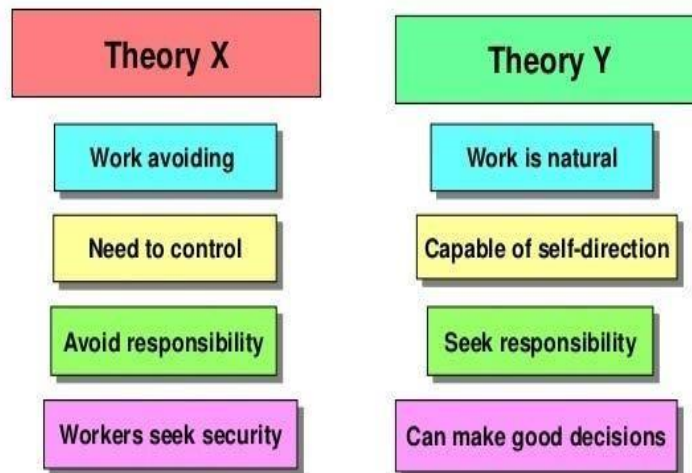 Theory X
Work avoiding
Need to control
Avoid responsibility
Workers seek security
Theory Y
Work is natural
Capable of self-direction
Seek responsibility
Can make good decisions